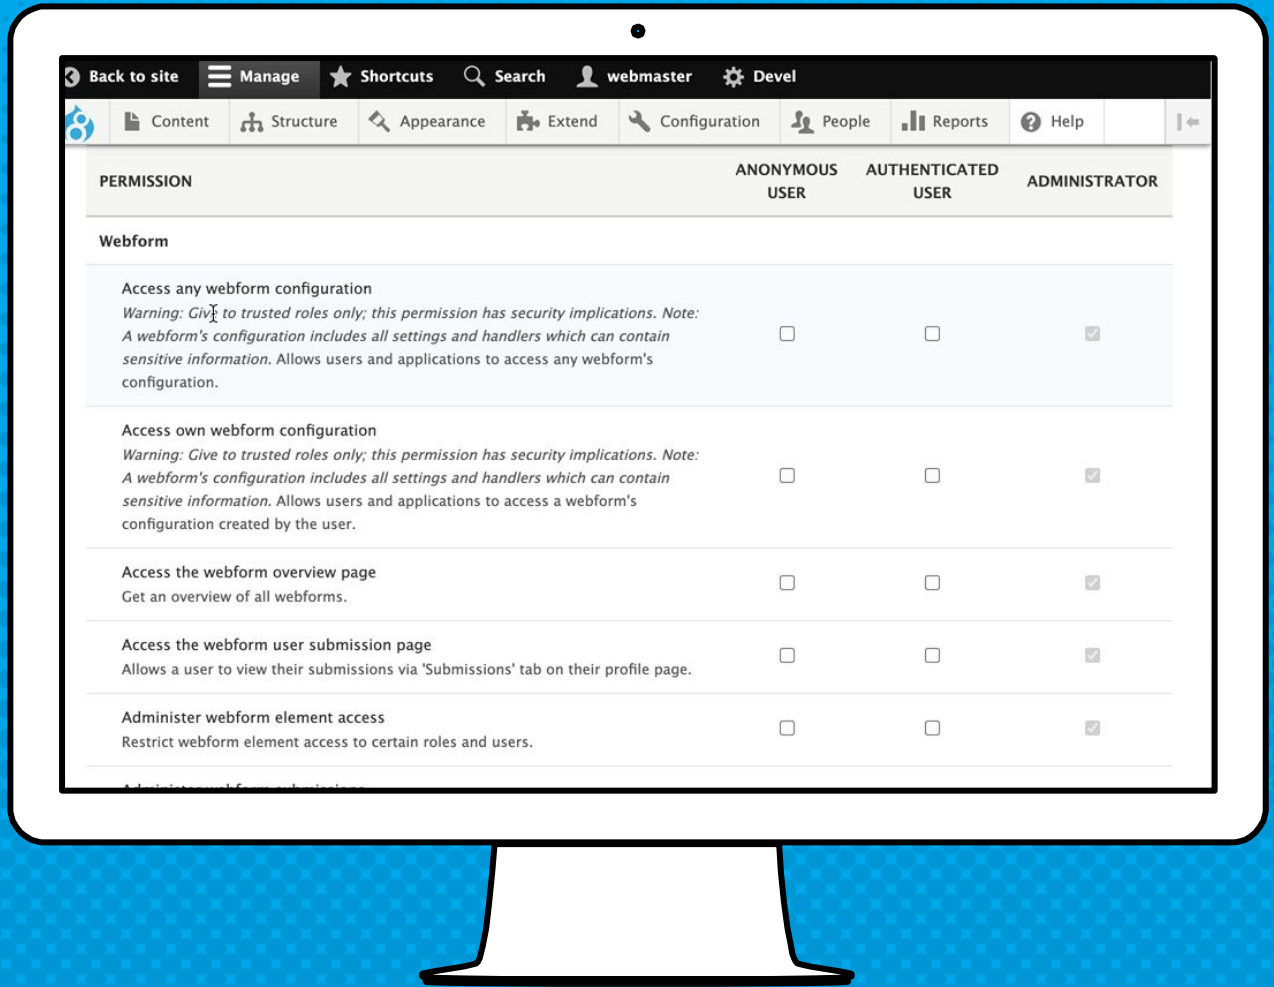 Back to site
Manage
Shortcuts
Search
webmaster
Devel
Content
Structure
Appearance
Extend
Configuration
People
Reports
Help
PERMISSION
ANONYMOUS
USER
AUTHENTICATED
USER
ADMINISTRATOR
Webform
Access any webform configuration
Warning: Give to trusted roles only; this permission has security implications. Note:
A webform's configuration includes all settings and handlers which can contain
sensitive information. Allows users and applications to access any webform's
configuration.
Access own webform configuration
Warning: Give to trusted roles only; this permission has security implications. Note:
A webform's configuration includes all settings and handlers which can contain
sensitive information. Allows users and applications to access a webform's
configuration created by the user.
Access the webform overview page
Get an overview of all webforms.
Access the webform user submission page
Allows a user to view their submissions via 'Submissions' tab on their profile page.
Administer webform element access
Restrict webform element access to certain roles and users.
Administer webform submissions